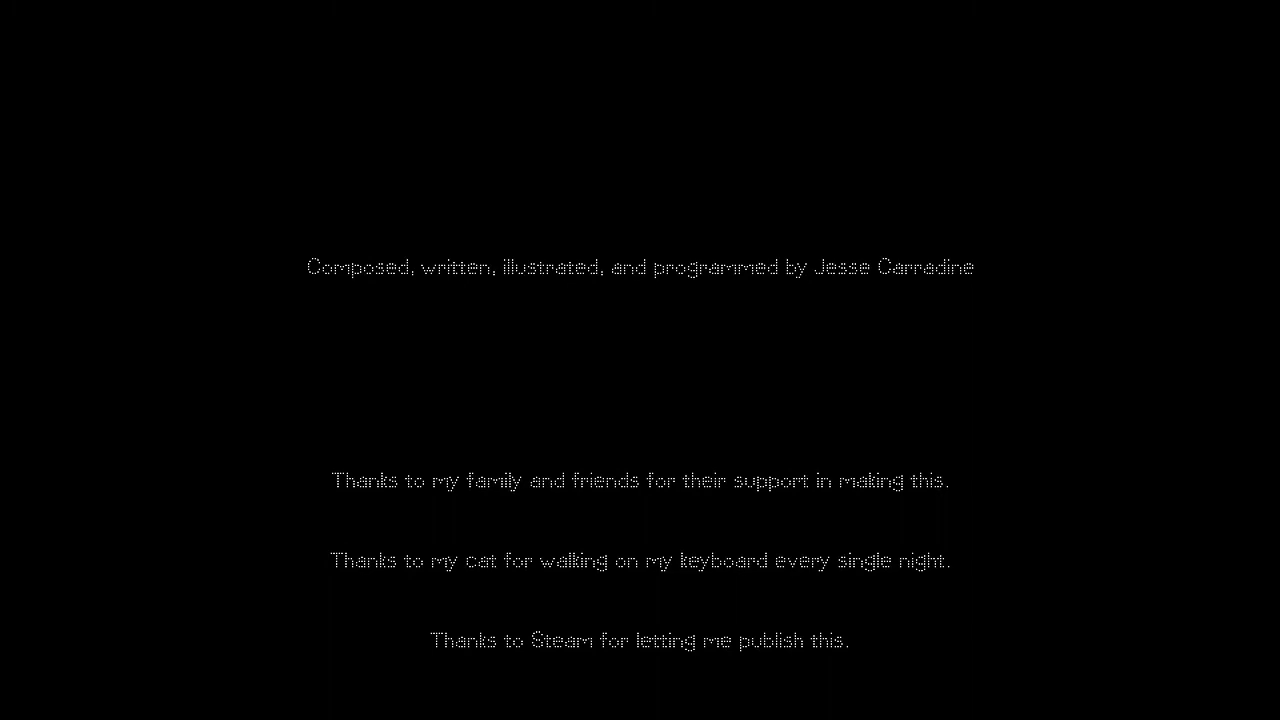 Composed, written, illustrated, and programmed by Jesse Carradine
Thanks to my family and friends for their support in making this.
Thanks to my cat for walking on my keyboard every single night.
Thanks to Steam for letting me publish this.